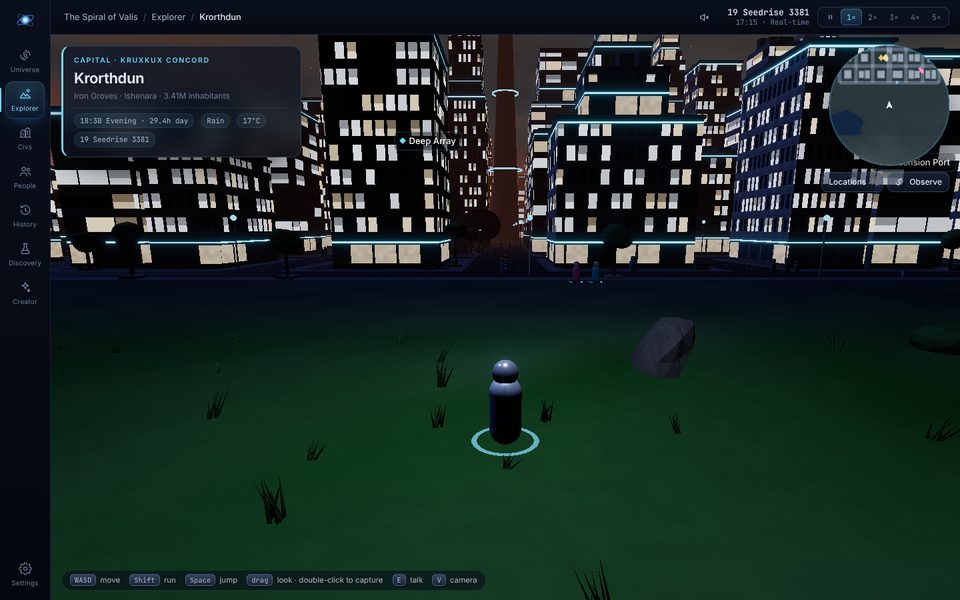 The Spiral of Valis / Explorer / Krorthdun
19 Seedrise 3381
17:15 · Real-time
1× 2× 3× 4× 5×
Universe
Explorer
Civs
People
History
Discovery
Creator
Settings
CAPITAL · KRUXKUX CONCORD
Krorthdun
Iron Groves · Ishenara · 3.41M inhabitants
18:30 Evening · 29.4h day Rain 17°C
19 Seedrise 3381
Deep Array
Port
Locations Observe
WASD move Shift run Space jump drag look · double-click to capture E talk V camera